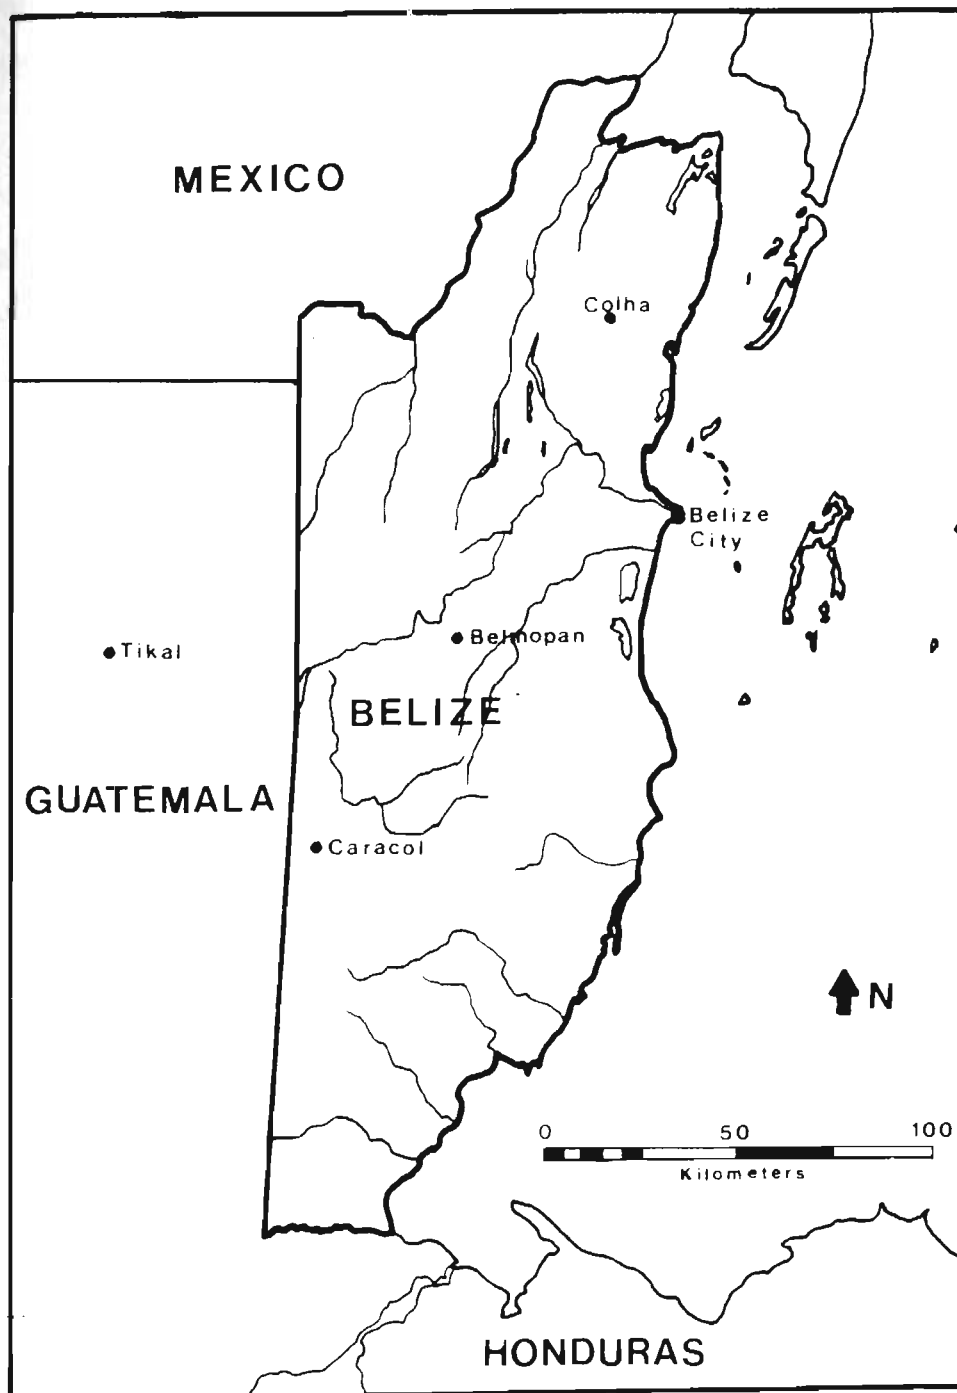 MEXICO
Colha
Belize
City
Belmopan
Tikal
BELIZE
GUATEMALA
Caracol
N
0 50 100
Kilometers
HONDURAS